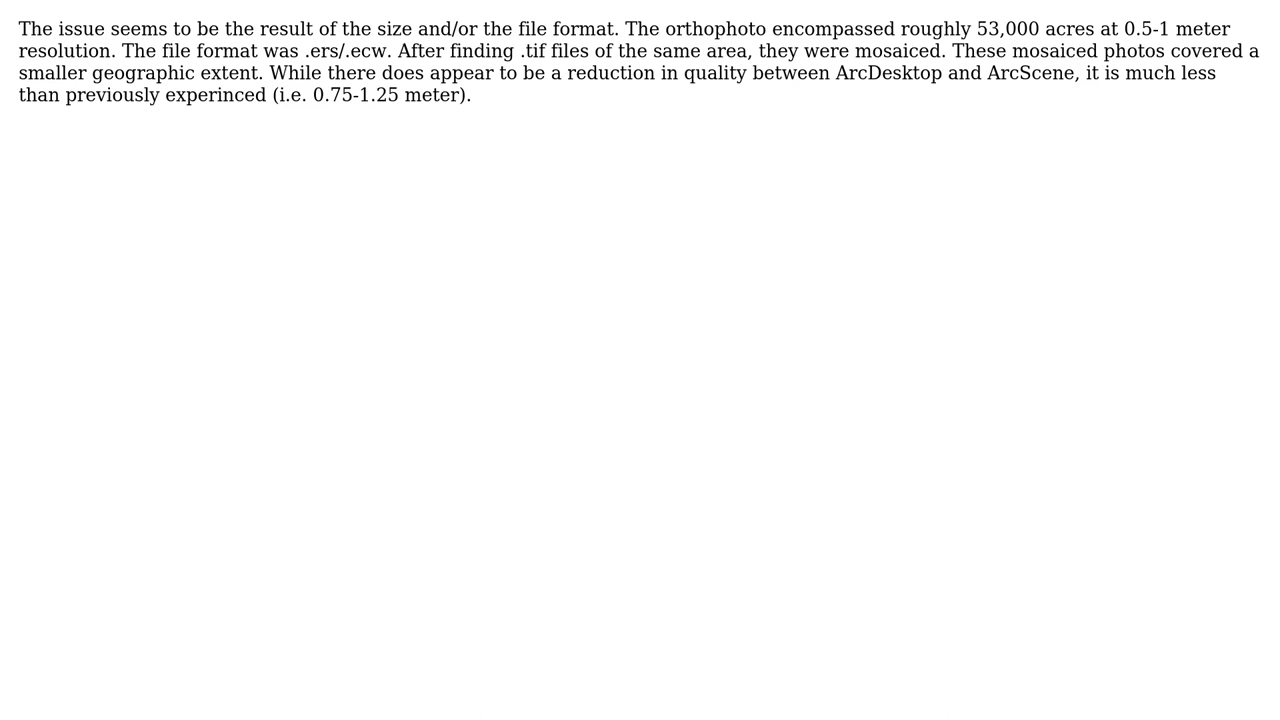 The issue seems to be the result of the size and/or the file format. The orthophoto encompassed roughly 53,000 acres at 0.5-1 meter
resolution. The file format was .ers/.ecw. After finding .tif files of the same area, they were mosaiced. These mosaiced photos covered a
smaller geographic extent. While there does appear to be a reduction in quality between ArcDesktop and ArcScene, it is much less
than previously experinced (i.e. 0.75-1.25 meter).